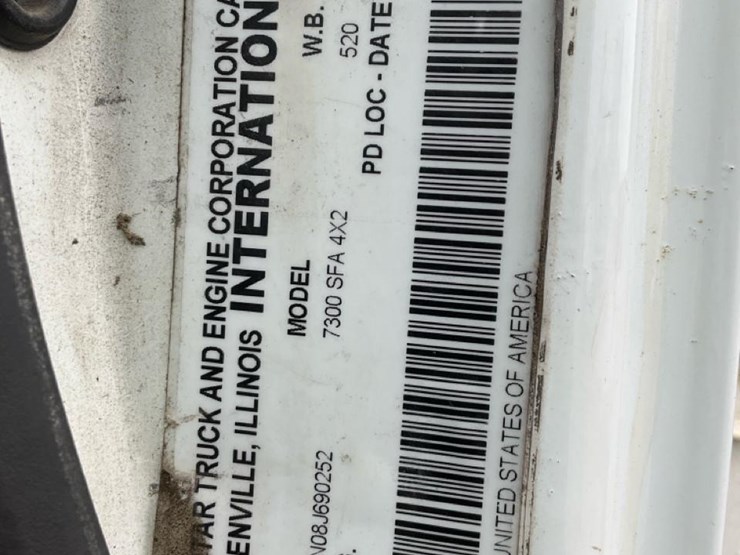 TAR TRUCK AND ENGINE CORPORATION CA
ENVILLE, ILLINOIS INTERNATION
MODEL W.B.
N08J690252 7300 SFA 4X2 520
PD LOC - DATE
UNITED STATES OF AMERICA